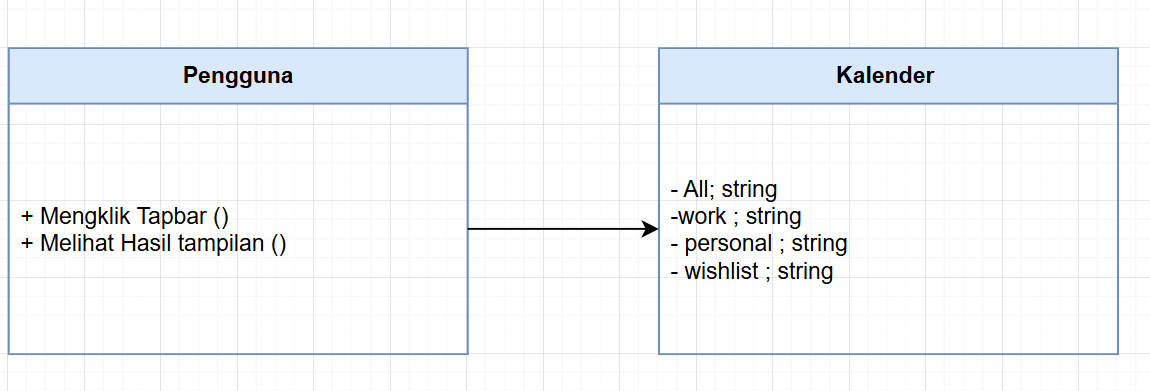 Pengguna
+ Mengklik Tapbar ()
+ Melihat Hasil tampilan ()
Kalender
- All; string
-work ; string
- personal ; string
- wishlist ; string